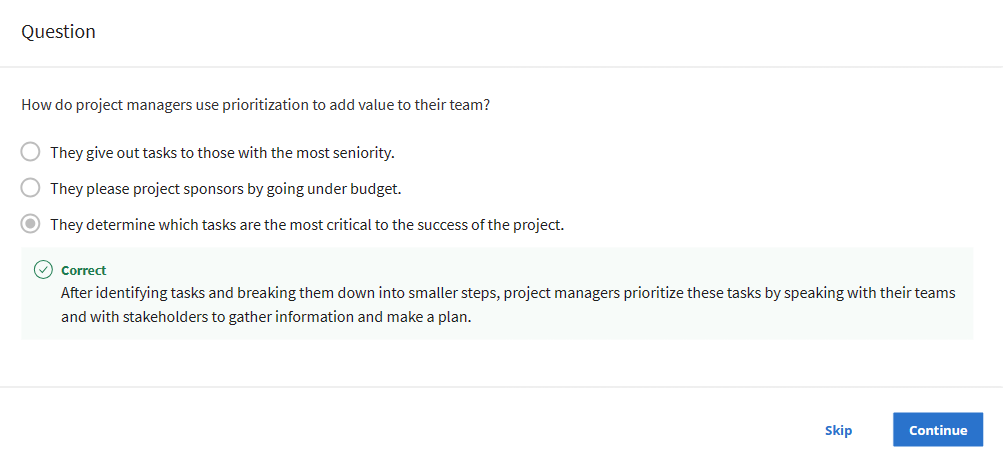 Question
How do project managers use prioritization to add value to their team?
They give out tasks to those with the most seniority.
They please project sponsors by going under budget.
They determine which tasks are the most critical to the success of the project.
Correct
After identifying tasks and breaking them down into smaller steps, project managers prioritize these tasks by speaking with their teams
and with stakeholders to gather information and make a plan.
Skip
Continue